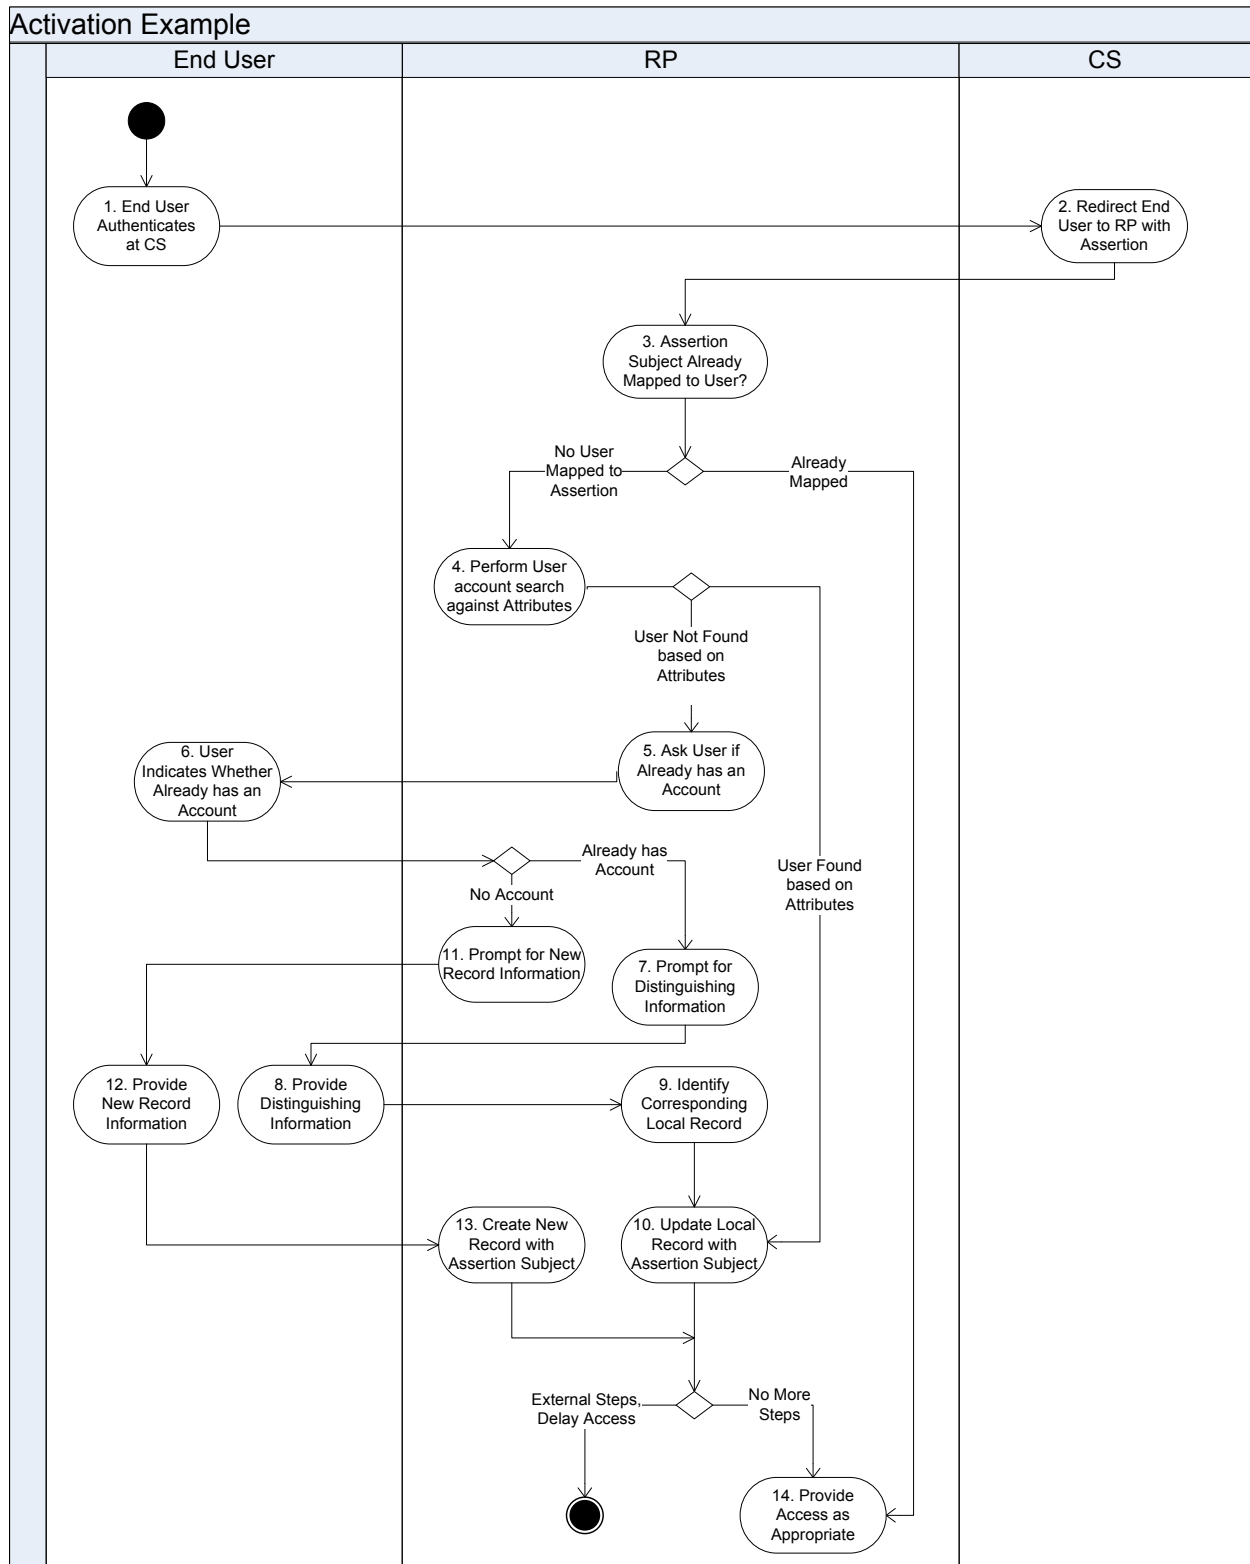 Activation Example
End User
RP
CS
1. End User
Authenticates
at CS
2. Redirect End
User to RP with
Assertion
3. Assertion
Subject Already
Mapped to User?
No User
Mapped to
Assertion
Already
Mapped
4. Perform User
account search
against Attributes
User Not Found
based on
Attributes
5. Ask User if
Already has an
Account
6. User
Indicates Whether
Already has an
Account
Already has
Account
No Account
User Found
based on
Attributes
11. Prompt for New
Record Information
7. Prompt for
Distinguishing
Information
12. Provide
New Record
Information
8. Provide
Distinguishing
Information
9. Identify
Corresponding
Local Record
13. Create New
Record with
Assertion Subject
10. Update Local
Record with
Assertion Subject
External Steps,
Delay Access
No More
Steps
14. Provide
Access as
Appropriate